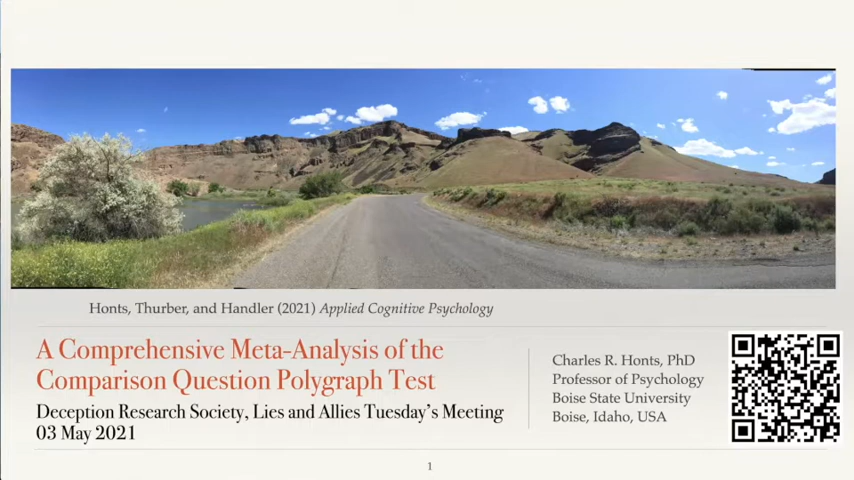 Honts, Thurber, and Handler (2021) Applied Cognitive Psychology
A Comprehensive Meta-Analysis of the
Comparison Question Polygraph Test
Deception Research Society, Lies and Allies Tuesday's Meeting
03 May 2021
Charles R. Honts, PhD
Professor of Psychology
Boise State University
Boise, Idaho, USA
1